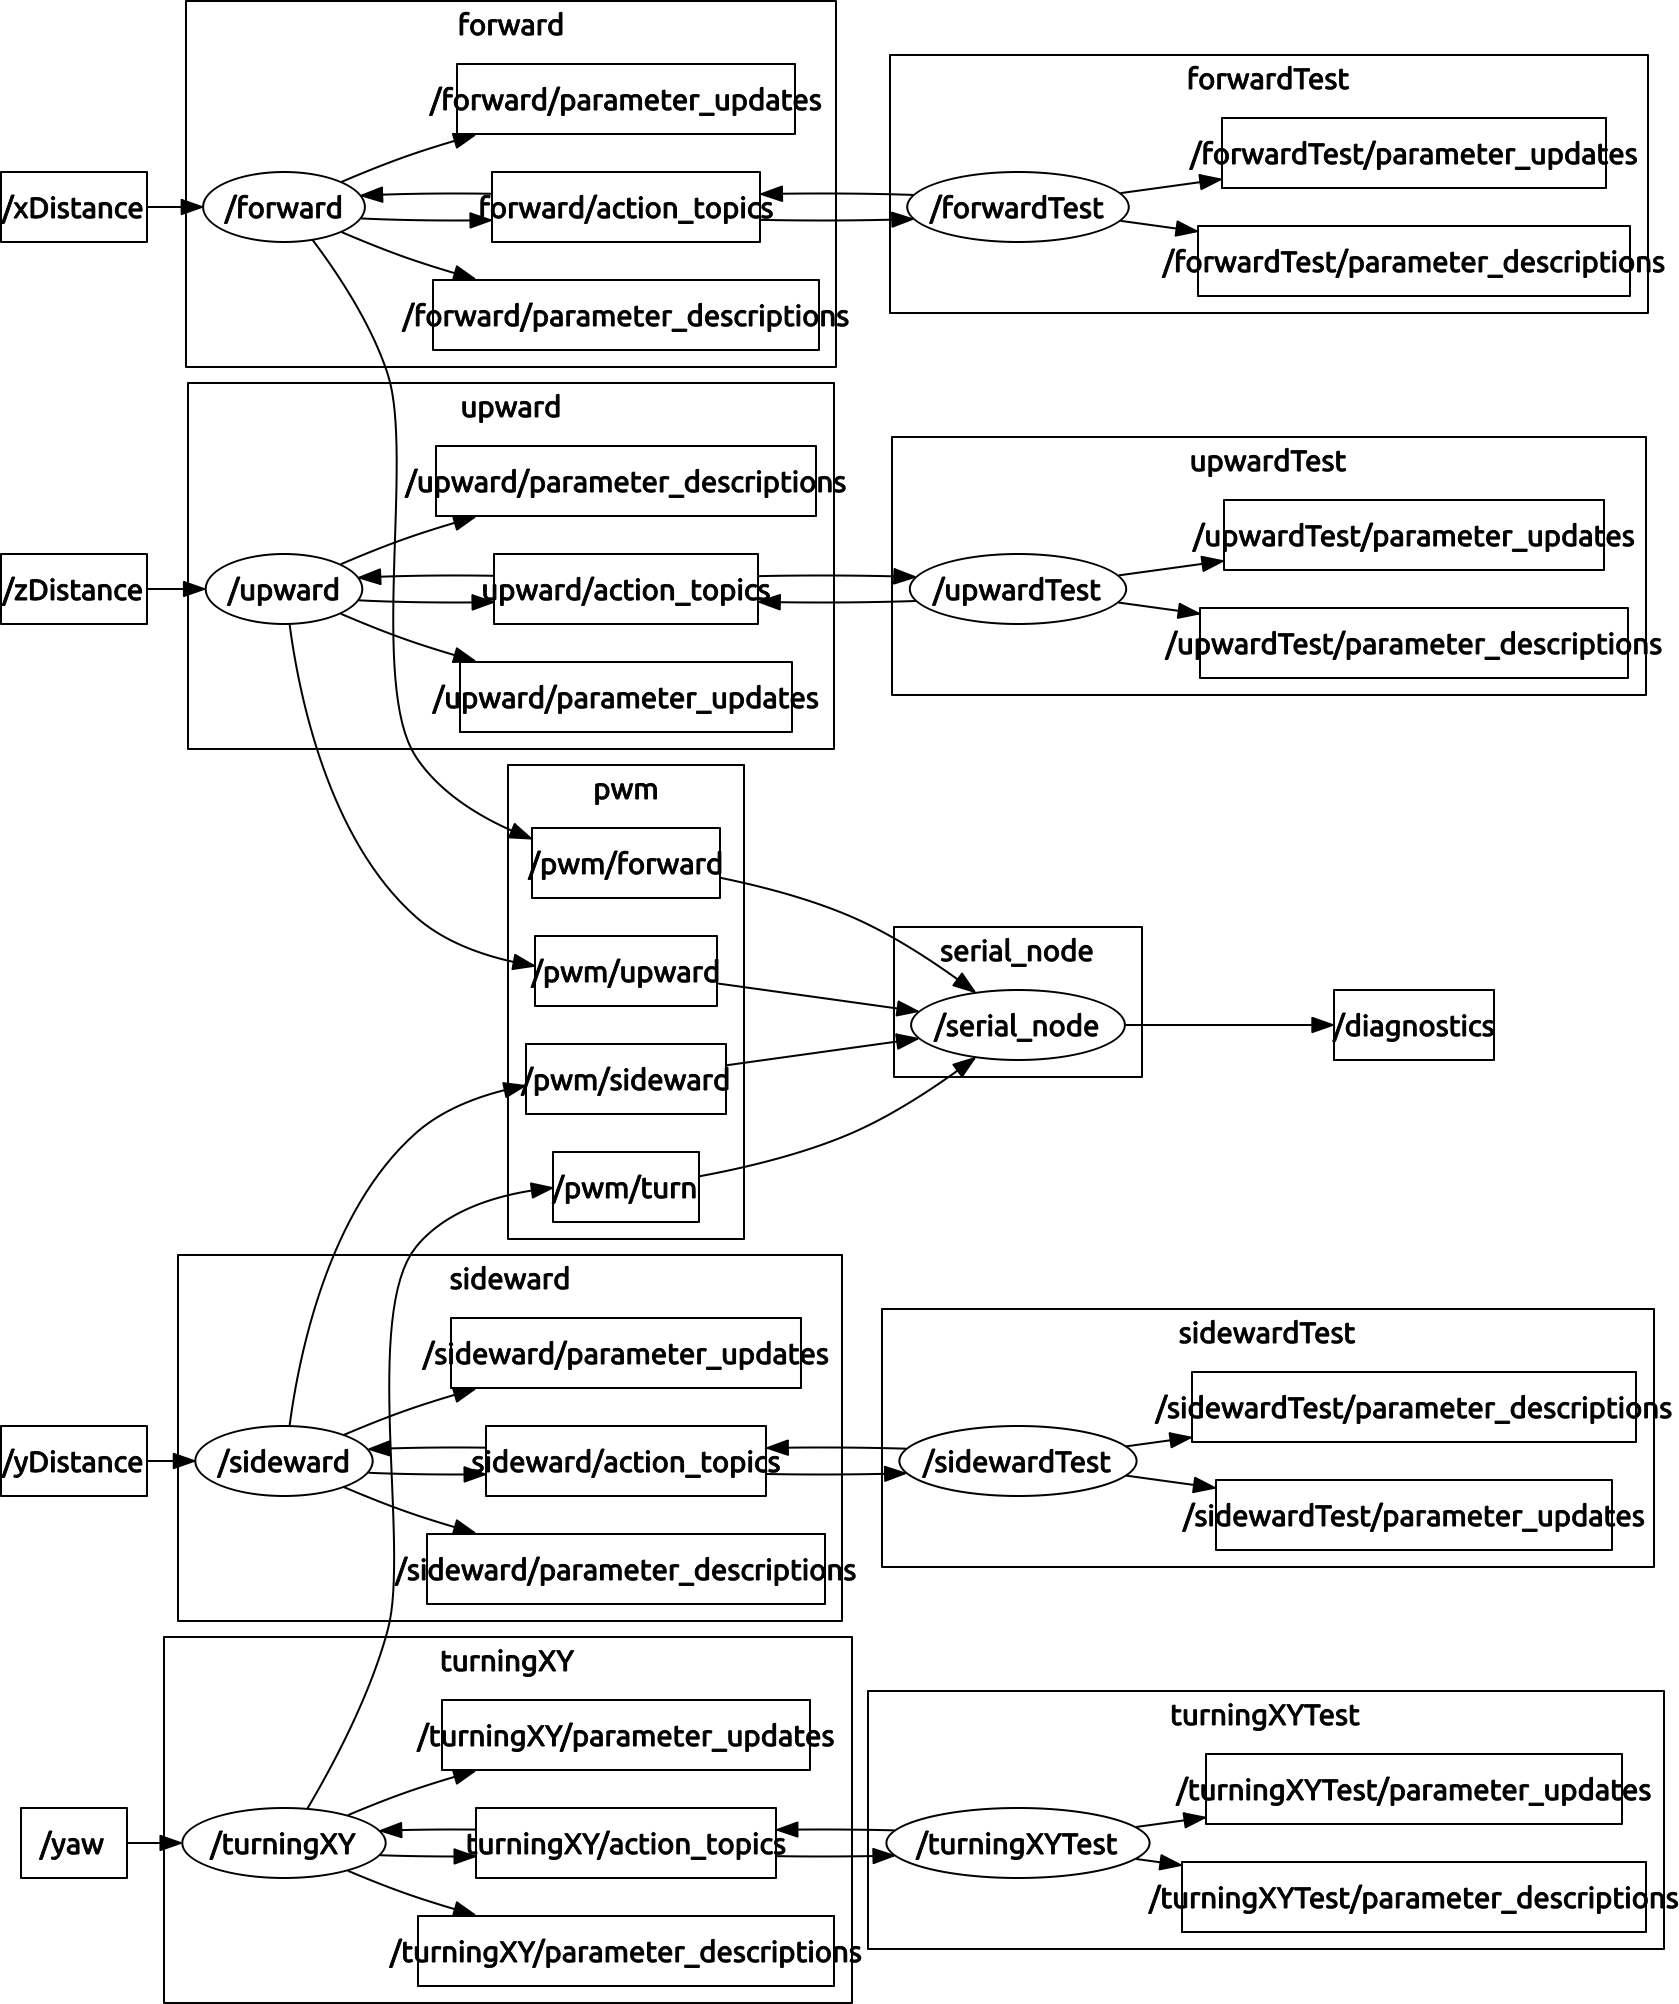 forward
/forward/parameter_updates
/xDistance
/forward
forward/action_topics
/forward/parameter_descriptions
forwardTest
/forwardTest/parameter_updates
/forwardTest
/forwardTest/parameter_descriptions
upward
/upward/parameter_descriptions
/zDistance
/upward
upward/action_topics
/upward/parameter_updates
upwardTest
/upwardTest/parameter_updates
/upwardTest
/upwardTest/parameter_descriptions
pwm
/pwm/forward
/pwm/upward
/pwm/sideward
/pwm/turn
serial_node
/serial_node
/diagnostics
sideward
/sideward/parameter_updates
/yDistance
/sideward
sideward/action_topics
/sideward/parameter_descriptions
sidewardTest
/sidewardTest/parameter_descriptions
/sidewardTest
/sidewardTest/parameter_updates
turningXY
/turningXY/parameter_updates
/yaw
/turningXY
turningXY/action_topics
/turningXY/parameter_descriptions
turningXYTest
/turningXYTest/parameter_updates
/turningXYTest
/turningXYTest/parameter_descriptions